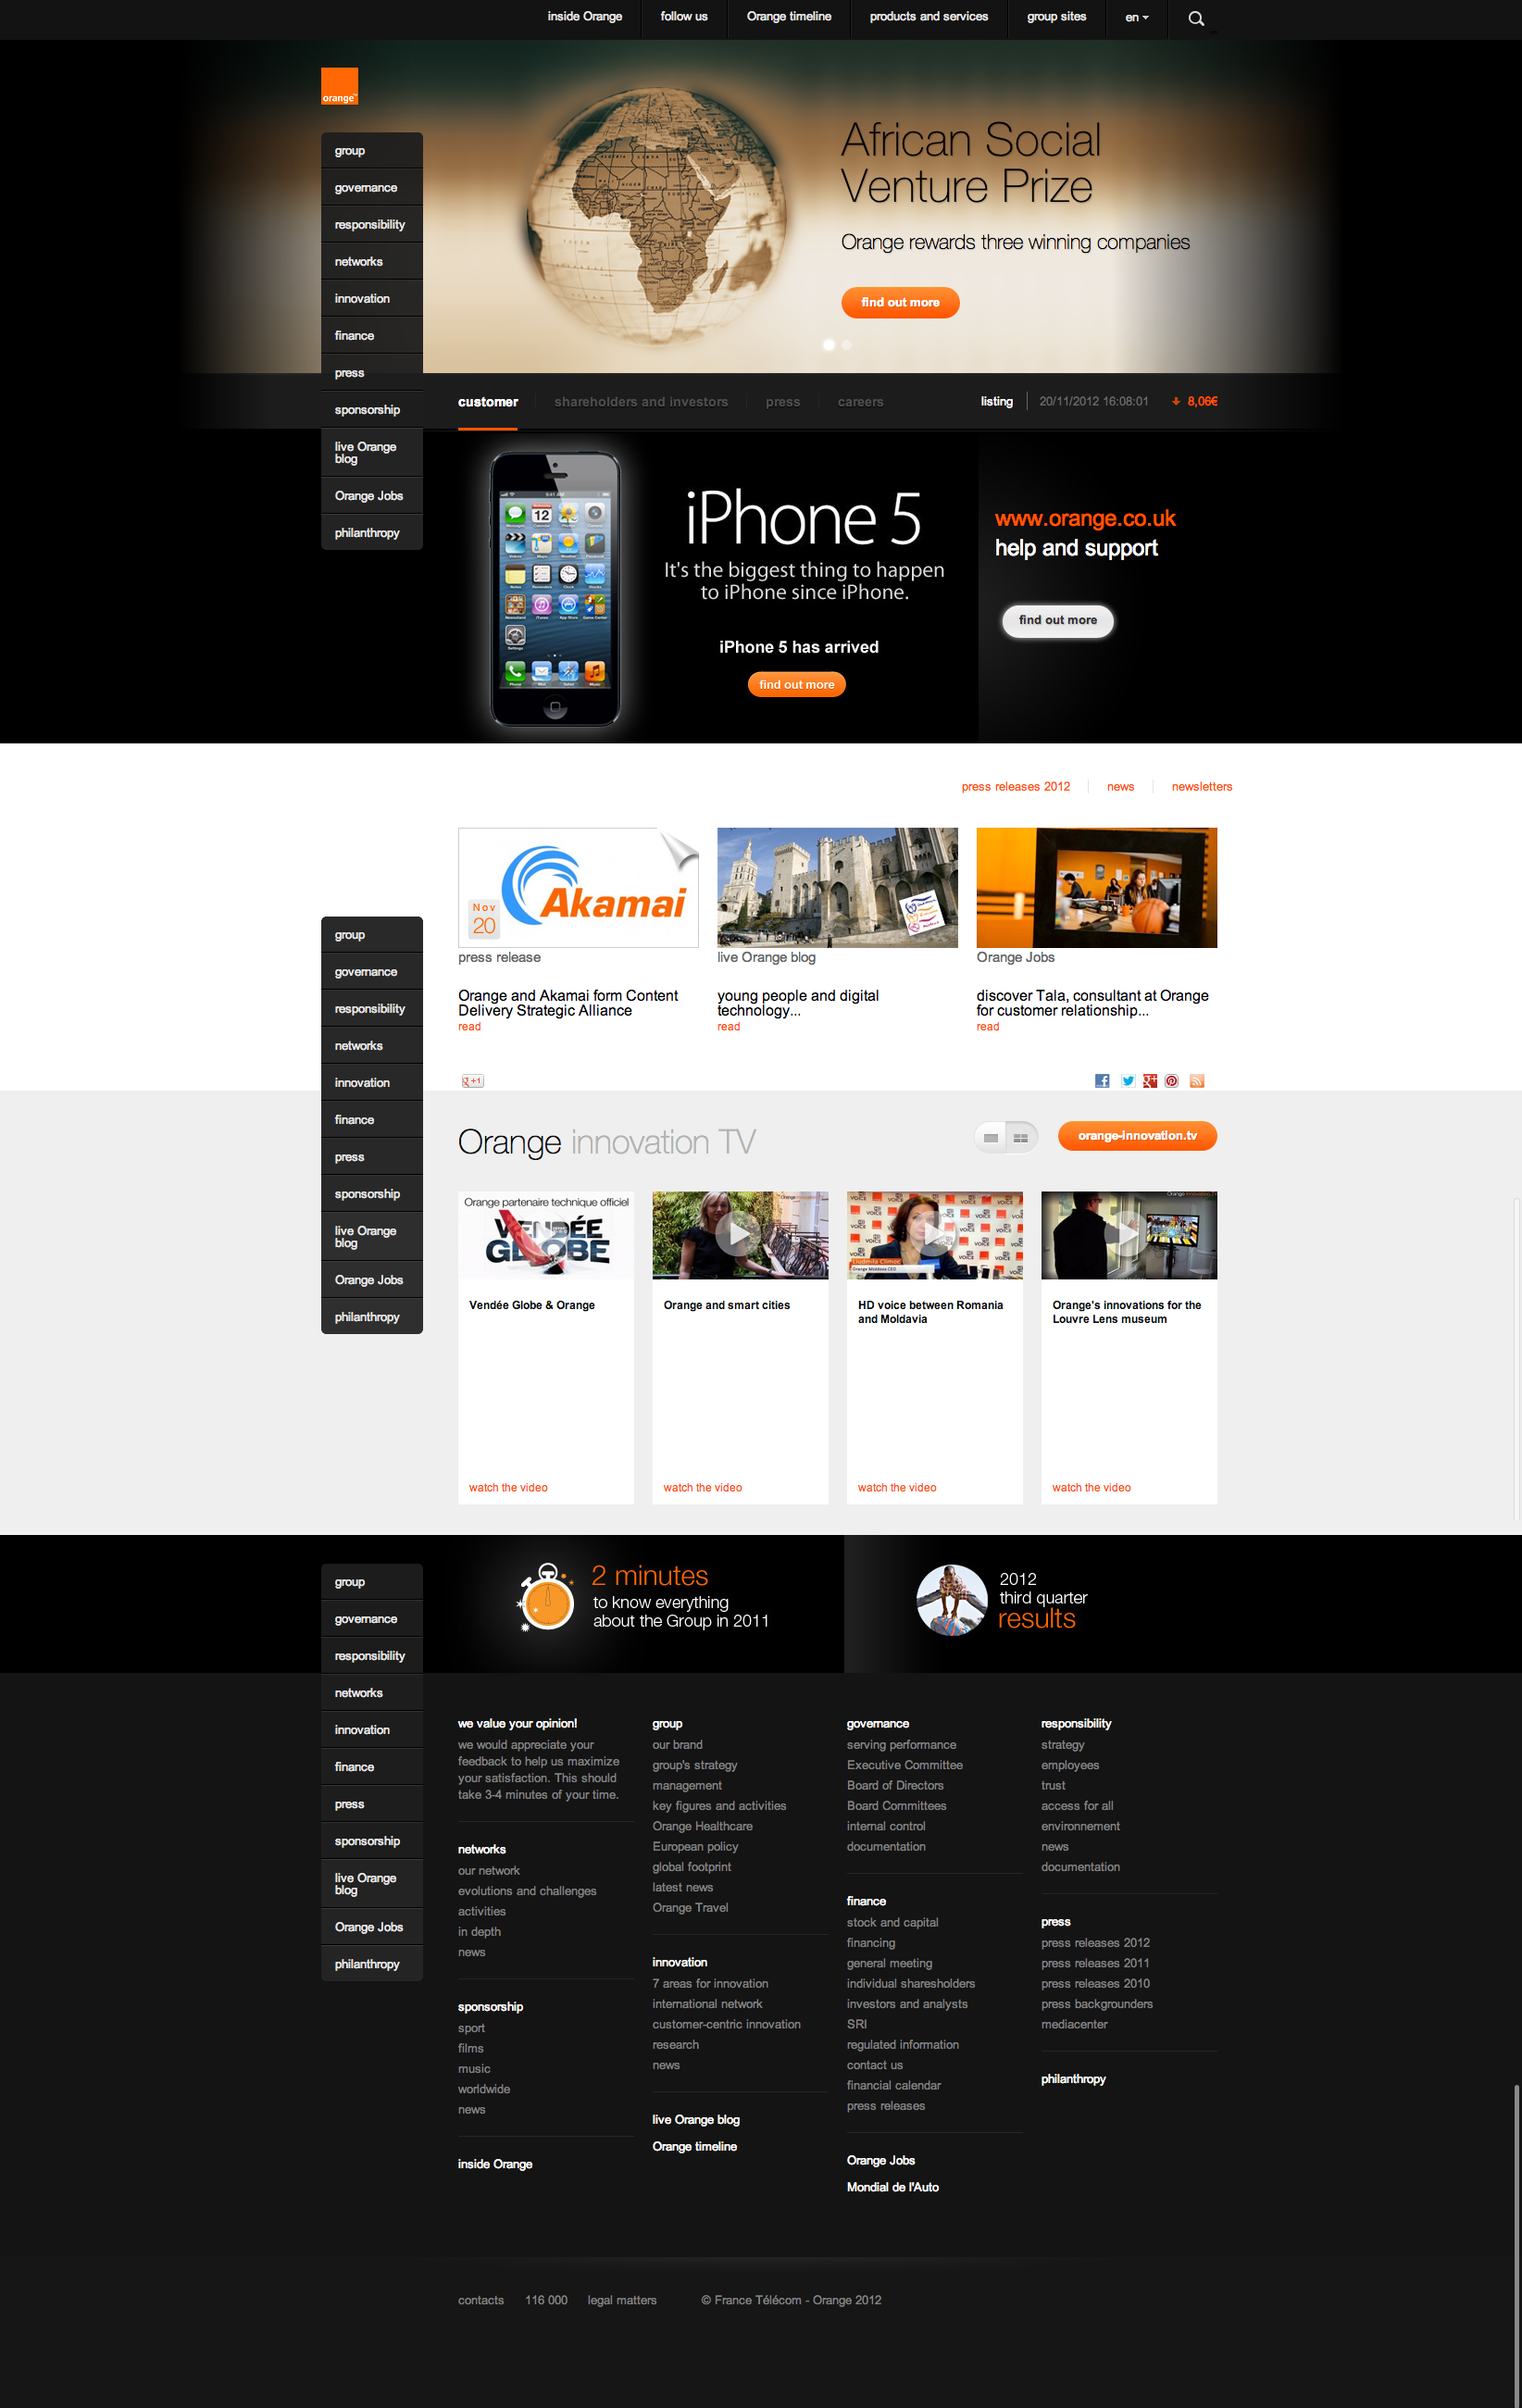 inside Orange
follow us
Orange timeline
products and services
group sites
en
orange™
group
governance
responsibility
networks
innovation
finance
press
sponsorship
live Orange
blog
Orange Jobs
philanthropy
African Social
Venture Prize
Orange rewards three winning companies
find out more
customer
shareholders and investors
press
careers
listing
20/11/2012 16:08:01
8,06€
iPhone 5
It's the biggest thing to happen
to iPhone since iPhone.
iPhone 5 has arrived
find out more
www.orange.co.uk
help and support
find out more
press releases 2012
news
newsletters
Akamai
Nov
20
press release
Orange and Akamai form Content
Delivery Strategic Alliance
read
live Orange blog
young people and digital
technology...
read
Orange Jobs
discover Tala, consultant at Orange
for customer relationship...
read
g +1
group
governance
responsibility
networks
innovation
finance
press
sponsorship
live Orange
blog
Orange Jobs
philanthropy
Orange innovation TV
orange-innovation.tv
Orange partenaire technique officiel
VENDÉE
GLOBE
Vendée Globe & Orange
watch the video
Orange and smart cities
watch the video
HD voice between Romania
and Moldavia
watch the video
Orange's innovations for the
Louvre Lens museum
watch the video
2 minutes
to know everything
about the Group in 2011
2012
third quarter
results
group
governance
responsibility
networks
innovation
finance
press
sponsorship
live Orange
blog
Orange Jobs
philanthropy
we value your opinion!
we would appreciate your
feedback to help us maximize
your satisfaction. This should
take 3-4 minutes of your time.
networks
our network
evolutions and challenges
activities
in depth
news
sponsorship
sport
films
music
worldwide
news
inside Orange
group
our brand
group's strategy
management
key figures and activities
Orange Healthcare
European policy
global footprint
latest news
Orange Travel
innovation
7 areas for innovation
international network
customer-centric innovation
research
news
live Orange blog
Orange timeline
governance
serving performance
Executive Committee
Board of Directors
Board Committees
internal control
documentation
finance
stock and capital
financing
general meeting
individual sharesholders
investors and analysts
SRI
regulated information
contact us
financial calendar
press releases
Orange Jobs
Mondial de l'Auto
responsibility
strategy
employees
trust
access for all
environnement
news
documentation
press
press releases 2012
press releases 2011
press releases 2010
press backgrounders
mediacenter
philanthropy
contacts
116 000
legal matters
© France Télécom - Orange 2012